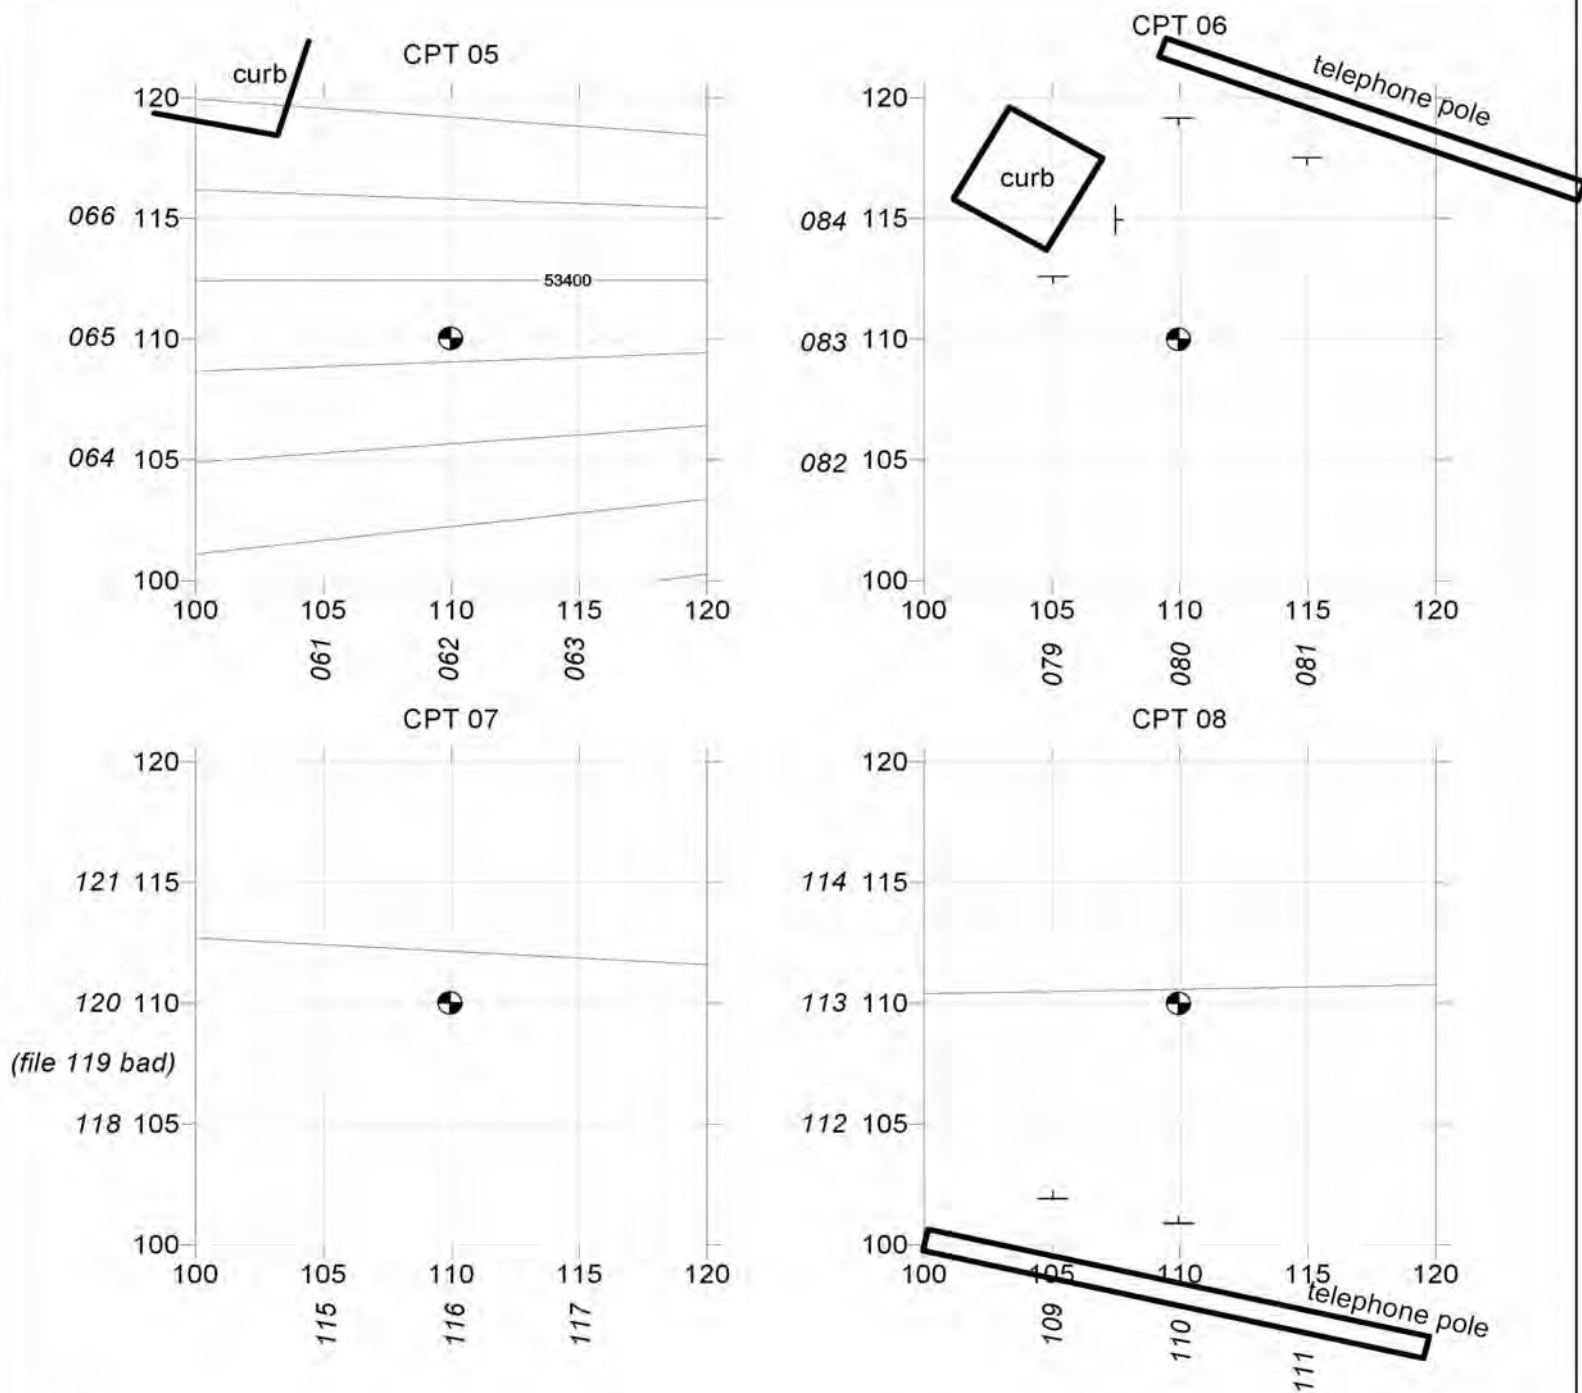 CPT 05
curb
120
066 115
53400
065 110
064 105
100
100 105 110 115 120
061 062 063
CPT 06
telephone pole
120
curb
084 115
083 110
082 105
100
100 105 110 115 120
079 080 081
CPT 07
120
121 115
120 110
(file 119 bad)
118 105
100
100 105 110 115 120
115 116 117
CPT 08
120
114 115
113 110
112 105
100
100 105 110 115 120
telephone pole
109 110 111